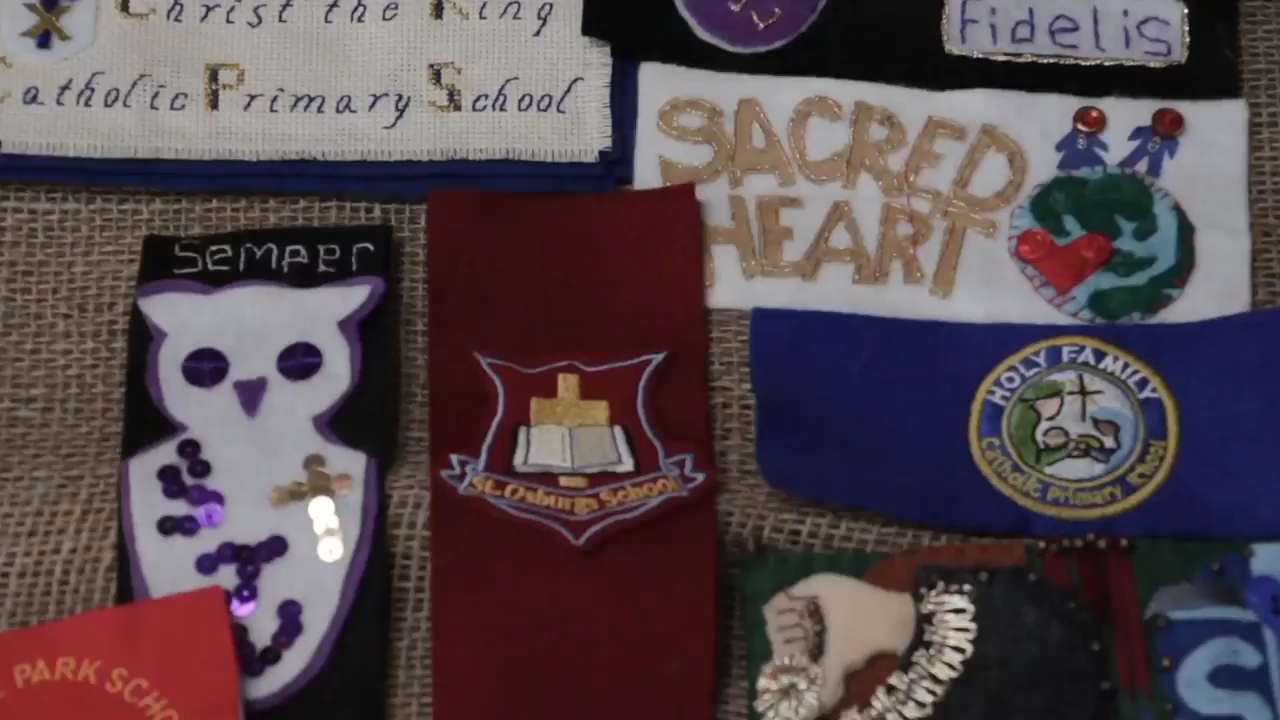 Christ the King
Catholic Primary School
Fidelis
SACRED
HEART
Semper
St. Osburgs School
HOLY FAMILY
Catholic Primary School
PARK SCHO
S